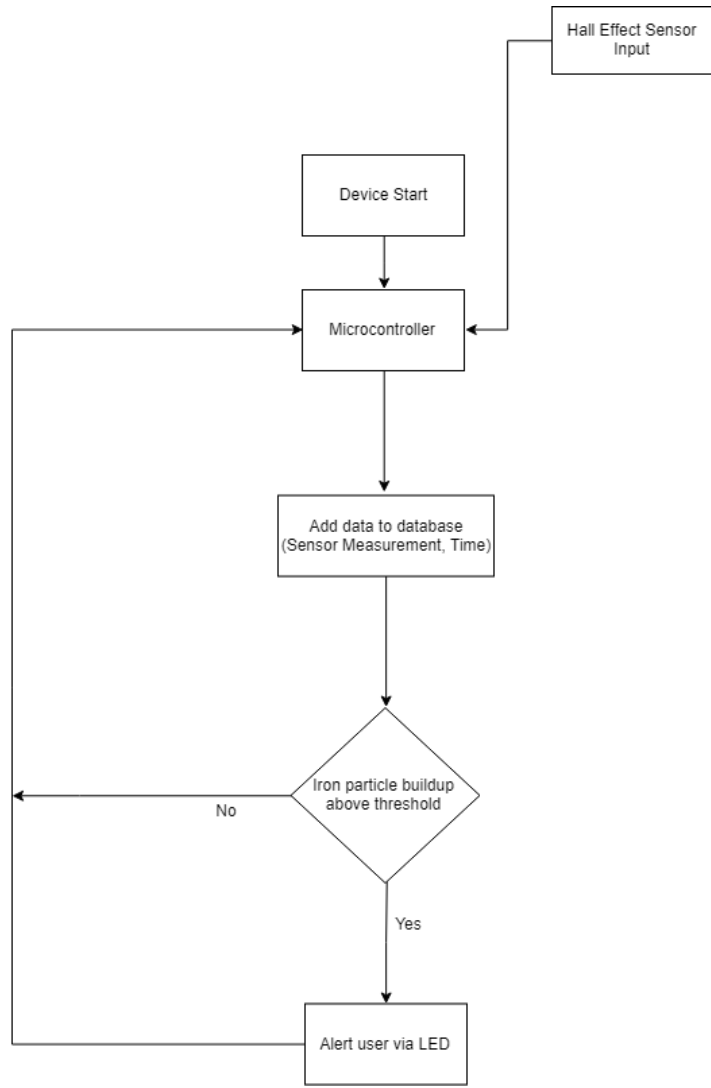 Hall Effect Sensor
Input
Device Start
Microcontroller
Add data to database
(Sensor Measurement, Time)
Iron particle buildup
above threshold
No
Yes
Alert user via LED